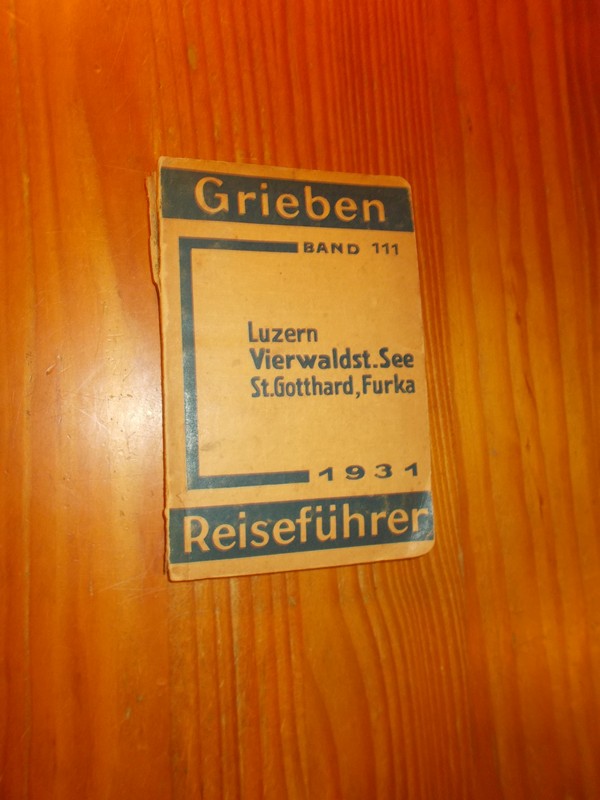 Grieben
BAND 111
Luzern
Vierwaldst.See
St.Gotthard,Furka
1931
Reiseführer